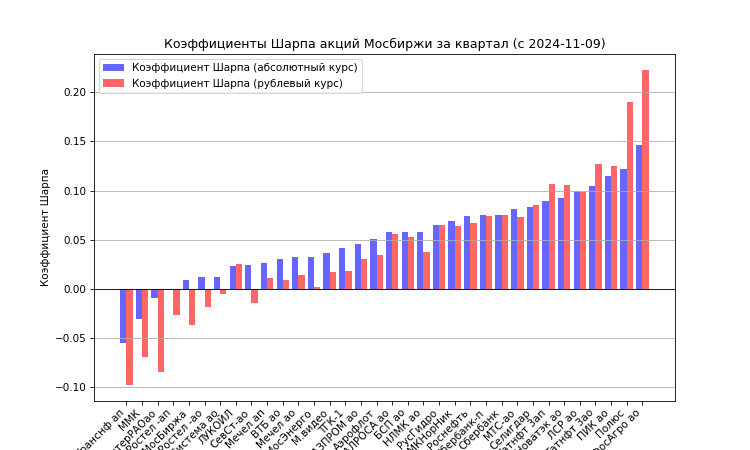 Коэффициенты Шарпа акций Мосбиржи за квартал (с 2024-11-09)
Коэффициент Шарпа (абсолютный курс)
Коэффициент Шарпа (рублевый курс)
Коэффициент Шарпа
0.20
0.15
0.10
0.05
0.00
−0.05
−0.10
ММК
Ростел -ап
МосБиржа
Ростел -ао
ЛУКОЙЛ
СевСт-ао
Мечел ап
ВТБ ао
Мечел ао
М.видео
ТГК-1
Аэрофлот
БСП ао
НЛМК ао
РусГидро
Роснефть
Сбербанк
МТС-ао
Селигдар
ЛСР ао
ПИК ао
Полюс